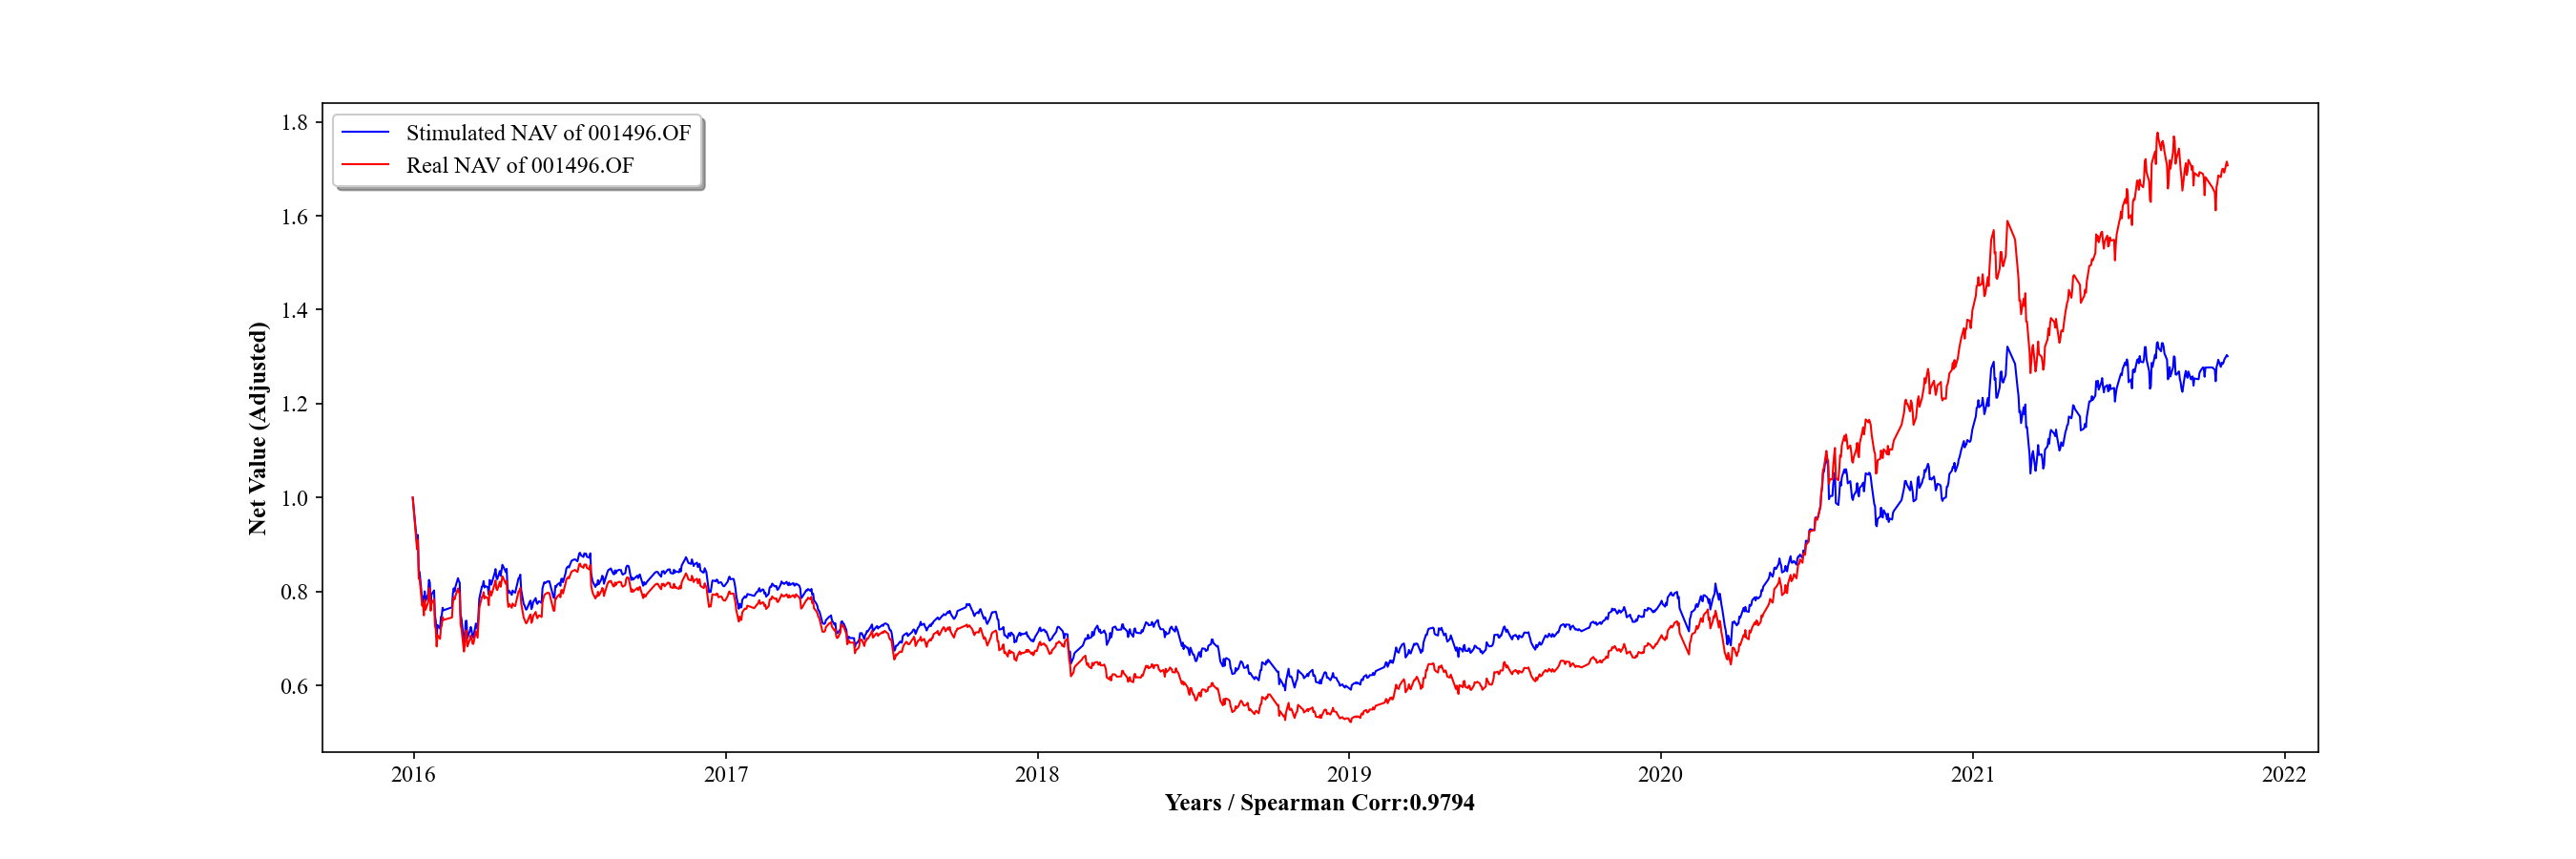 Stimulated NAV of 001496.OF
Real NAV of 001496.OF
1.8
1.6
1.4
1.2
1.0
0.8
0.6
Net Value (Adjusted)
2016 2017 2018 2019 2020 2021 2022
Years / Spearman Corr:0.9794